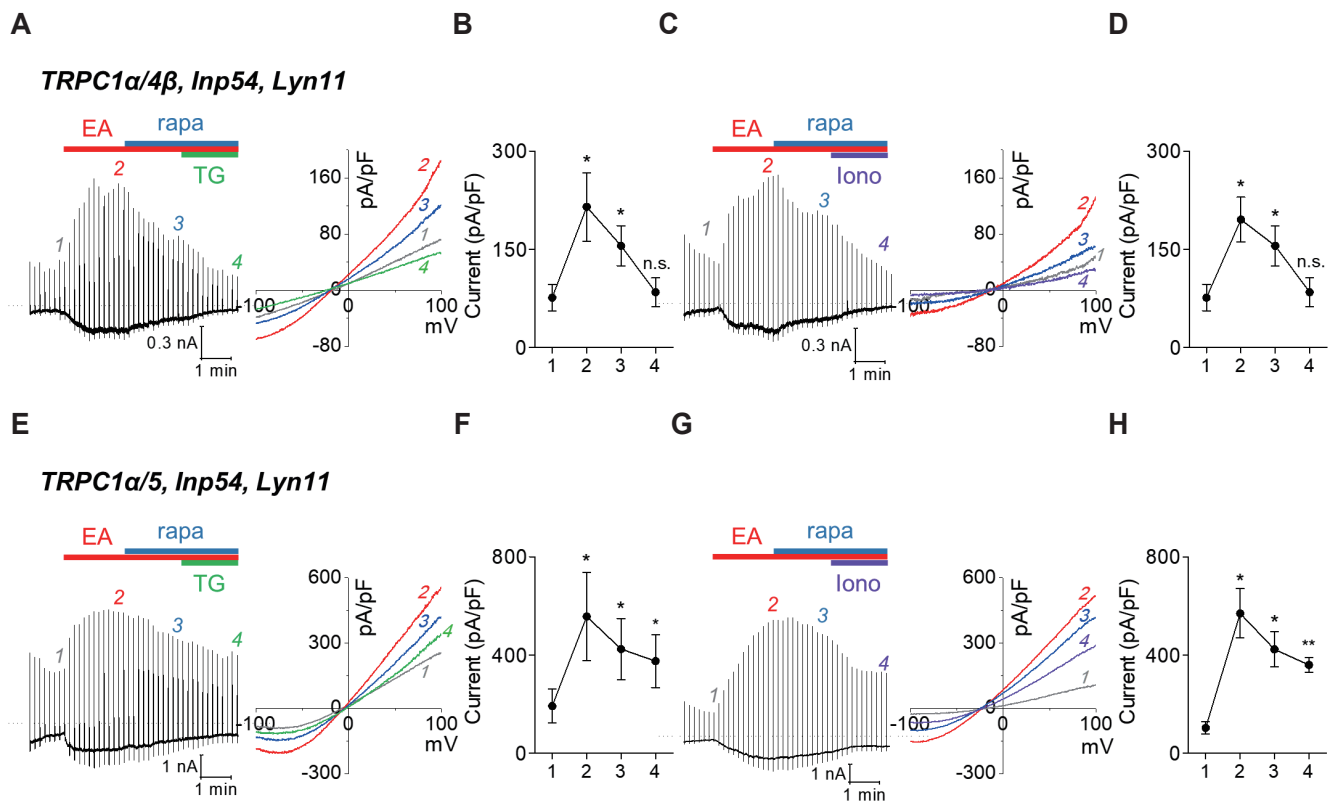 A
B
C
D
TRPC1α/4β, Inp54, Lyn11
EA
rapa
TG
1
2
3
4
0.3 nA
1 min
pA/pF
160
80
0
-80
-100
0
100
mV
2
3
1
4
Current (pA/pF)
300
150
0
*
*
n.s.
1 2 3 4
EA
rapa
Iono
1
2
3
4
0.3 nA
1 min
pA/pF
160
80
0
-80
-100
0
100
mV
2
3
1
4
Current (pA/pF)
300
150
0
*
*
n.s.
1 2 3 4
E
F
G
H
TRPC1α/5, Inp54, Lyn11
EA
rapa
TG
1
2
3
4
1 nA
1 min
pA/pF
600
300
0
-300
-100
0
100
mV
2
3
4
1
Current (pA/pF)
800
400
0
*
*
*
1 2 3 4
EA
rapa
Iono
1
2
3
4
1 nA
1 min
pA/pF
600
300
0
-300
-100
0
100
mV
2
3
4
1
Current (pA/pF)
800
400
0
*
*
**
1 2 3 4